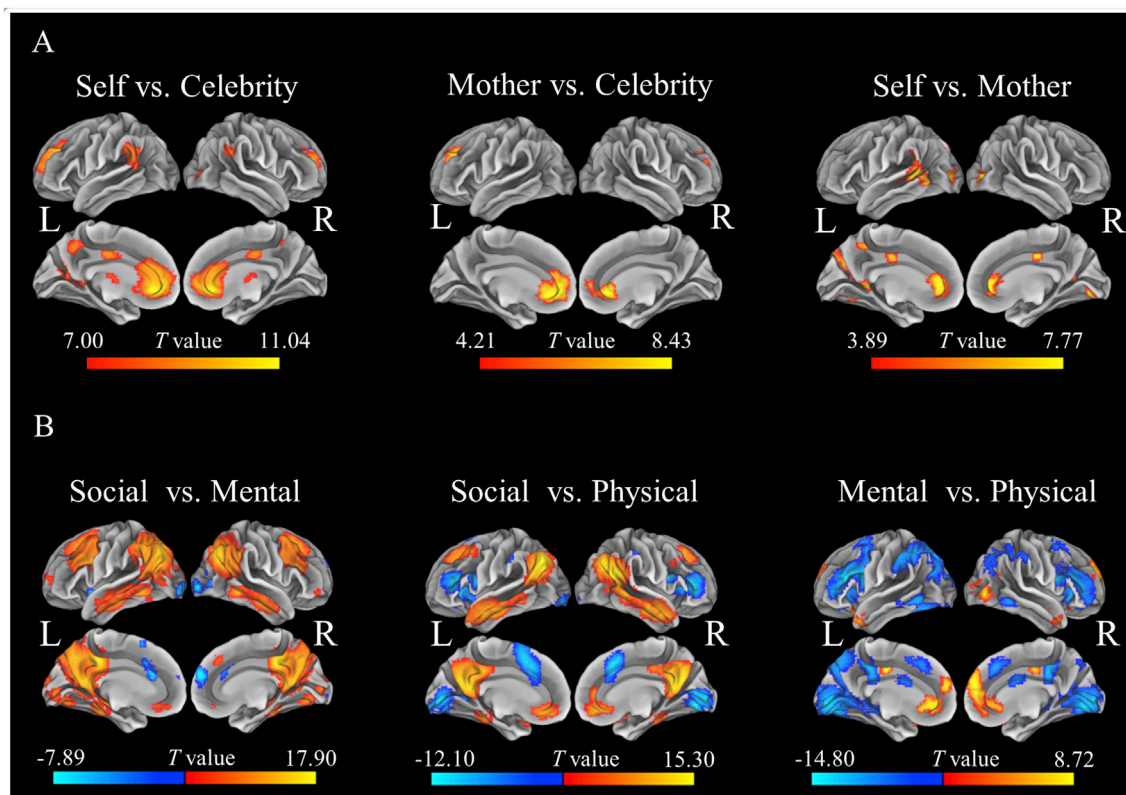 A
Self vs. Celebrity
Mother vs. Celebrity
Self vs. Mother
L
R
7.00 T value 11.04
4.21 T value 8.43
3.89 T value 7.77
B
Social vs. Mental
Social vs. Physical
Mental vs. Physical
L
R
-7.89 T value 17.90
-12.10 T value 15.30
-14.80 T value 8.72